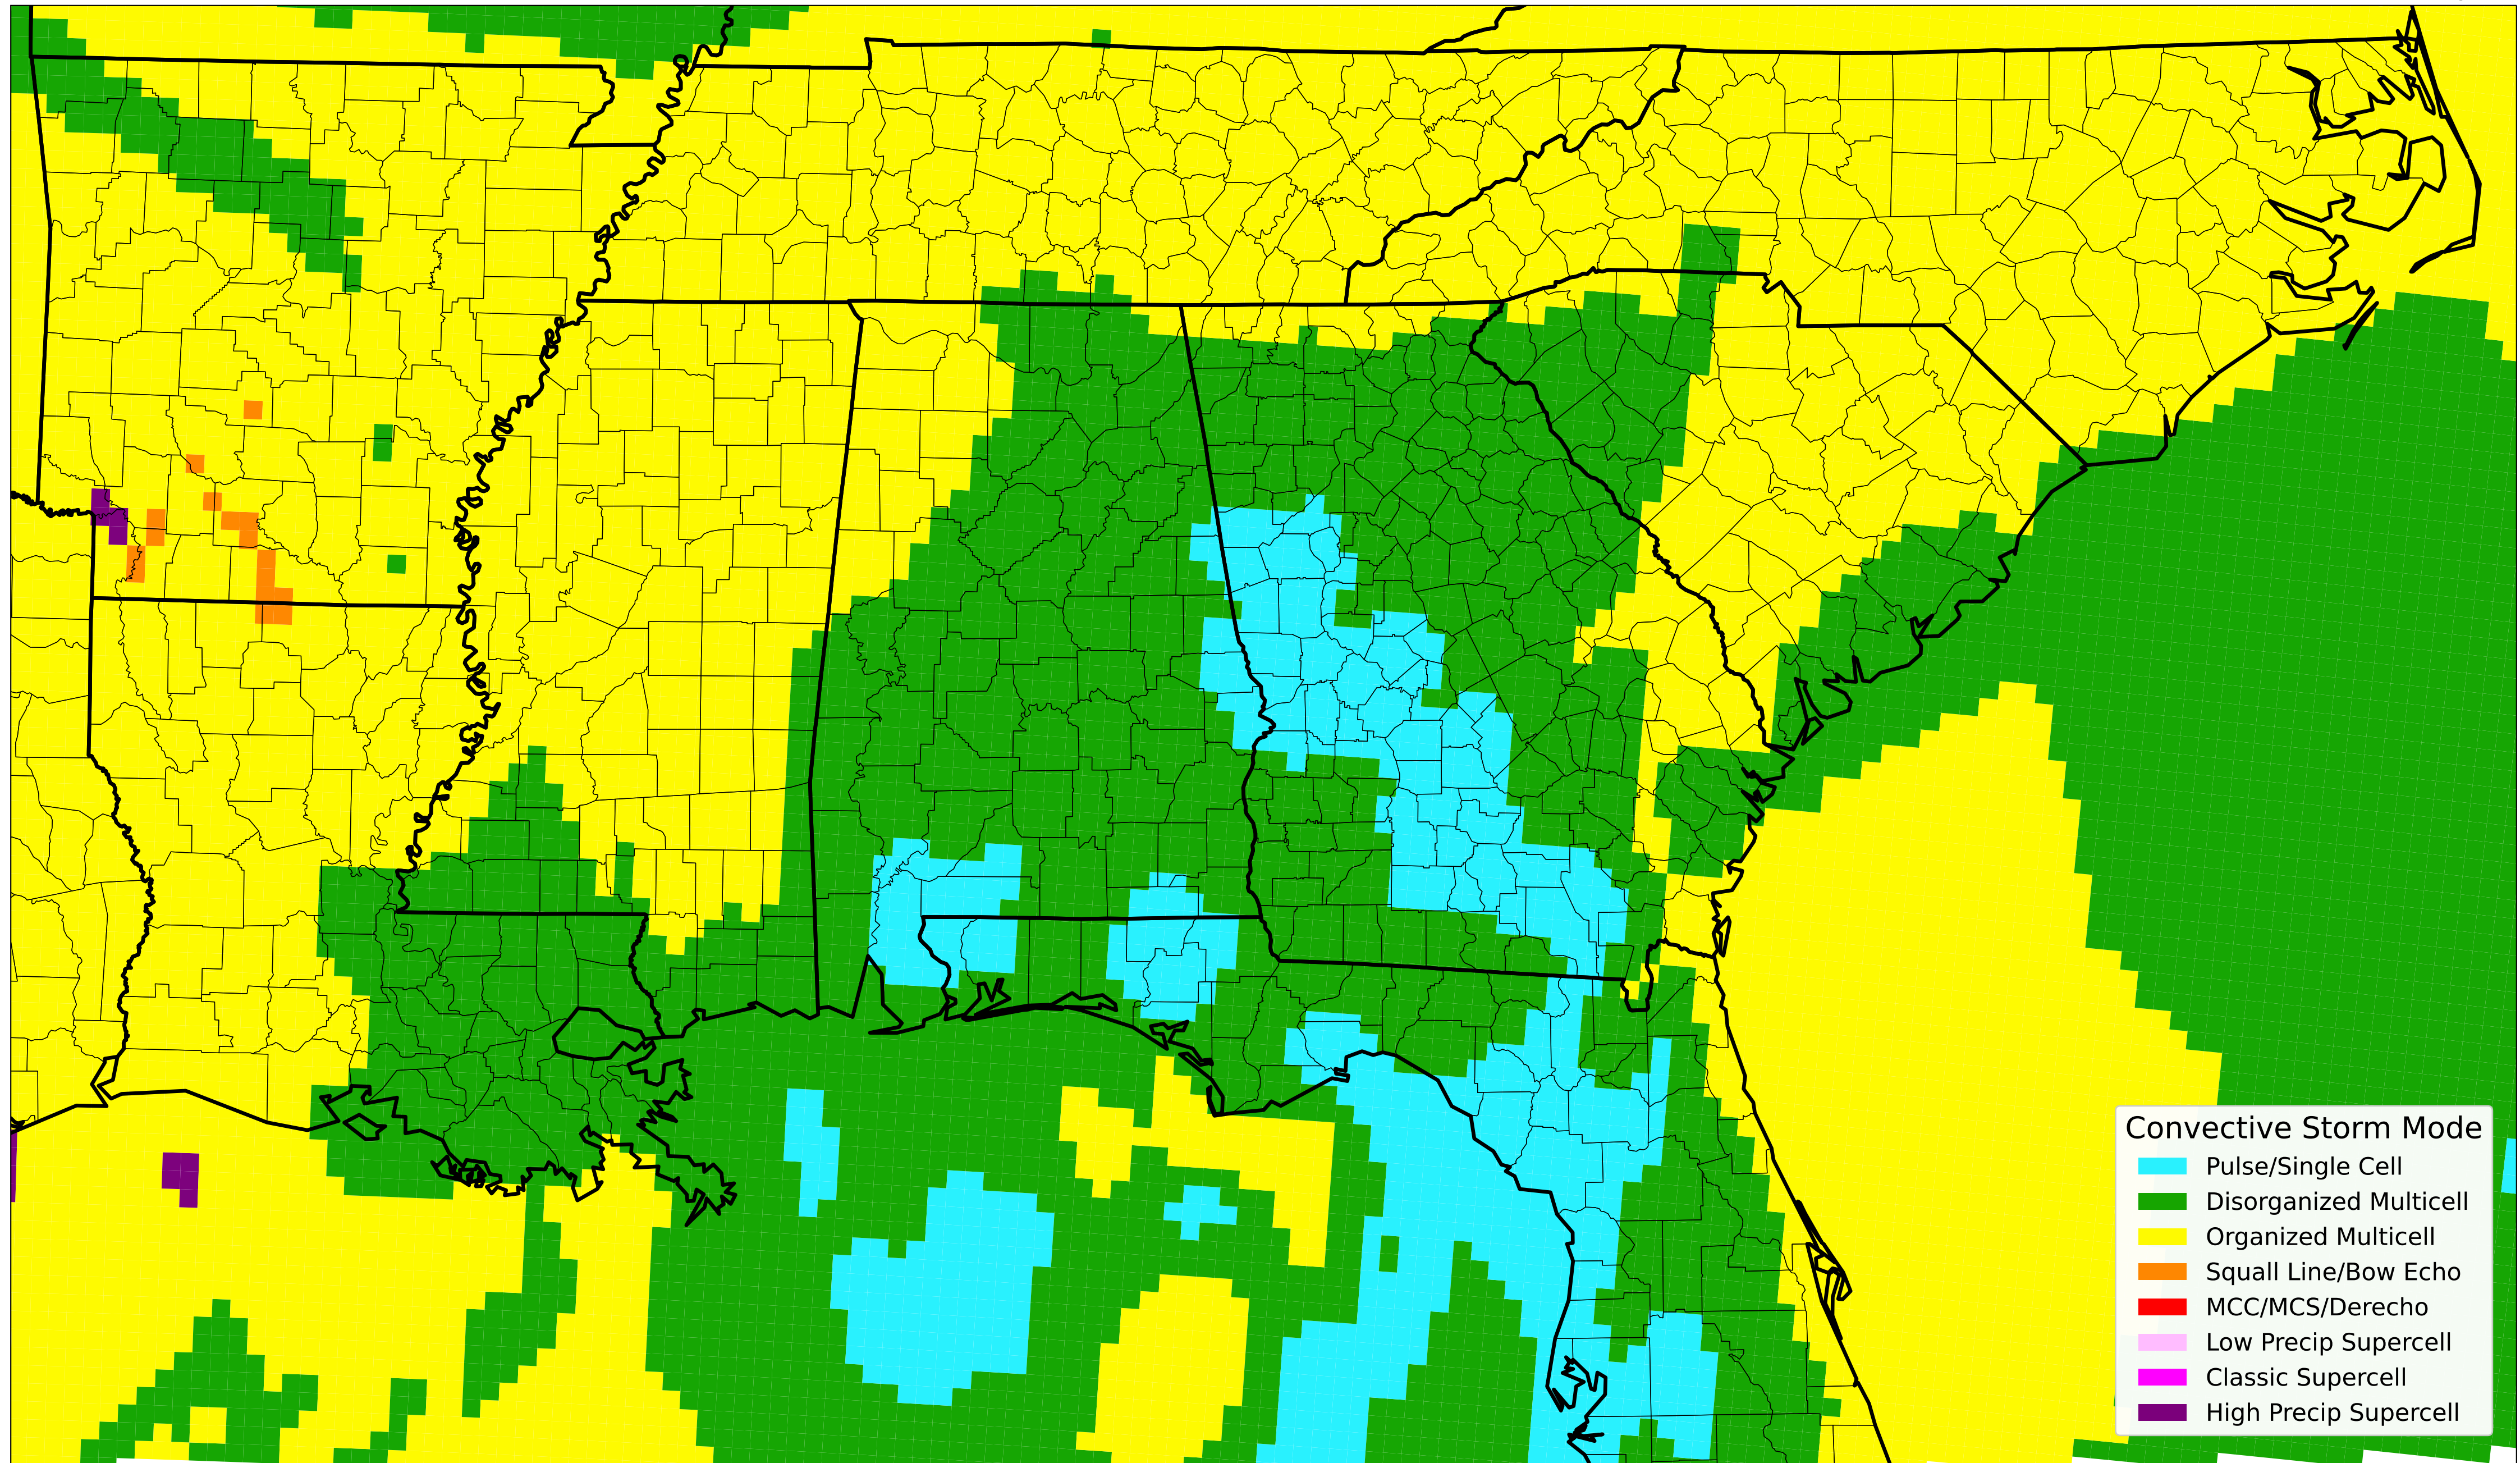 Convective Storm Mode
Pulse/Single Cell
Disorganized Multicell
Organized Multicell
Squall Line/Bow Echo
MCC/MCS/Derecho
Low Precip Supercell
Classic Supercell
High Precip Supercell